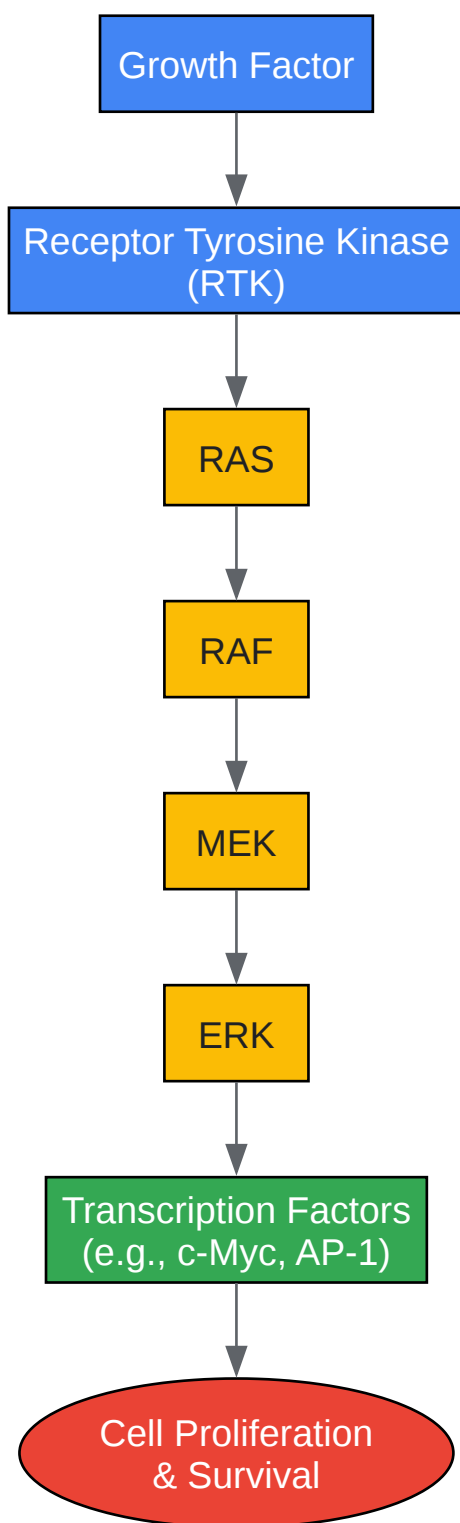 Growth Factor
Receptor Tyrosine Kinase
(RTK)
RAS
RAF
MEK
ERK
Transcription Factors
(e.g., c-Myc, AP-1)
Cell Proliferation
& Survival